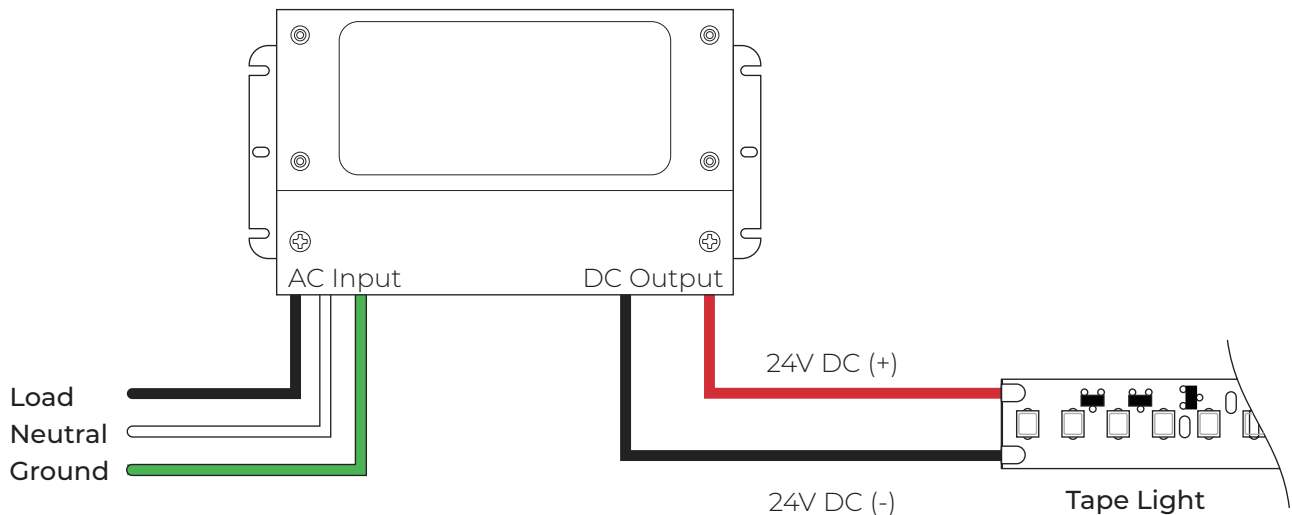 AC Input
DC Output
24V DC (+)
Load
Neutral
Ground
24V DC (-)
Tape Light